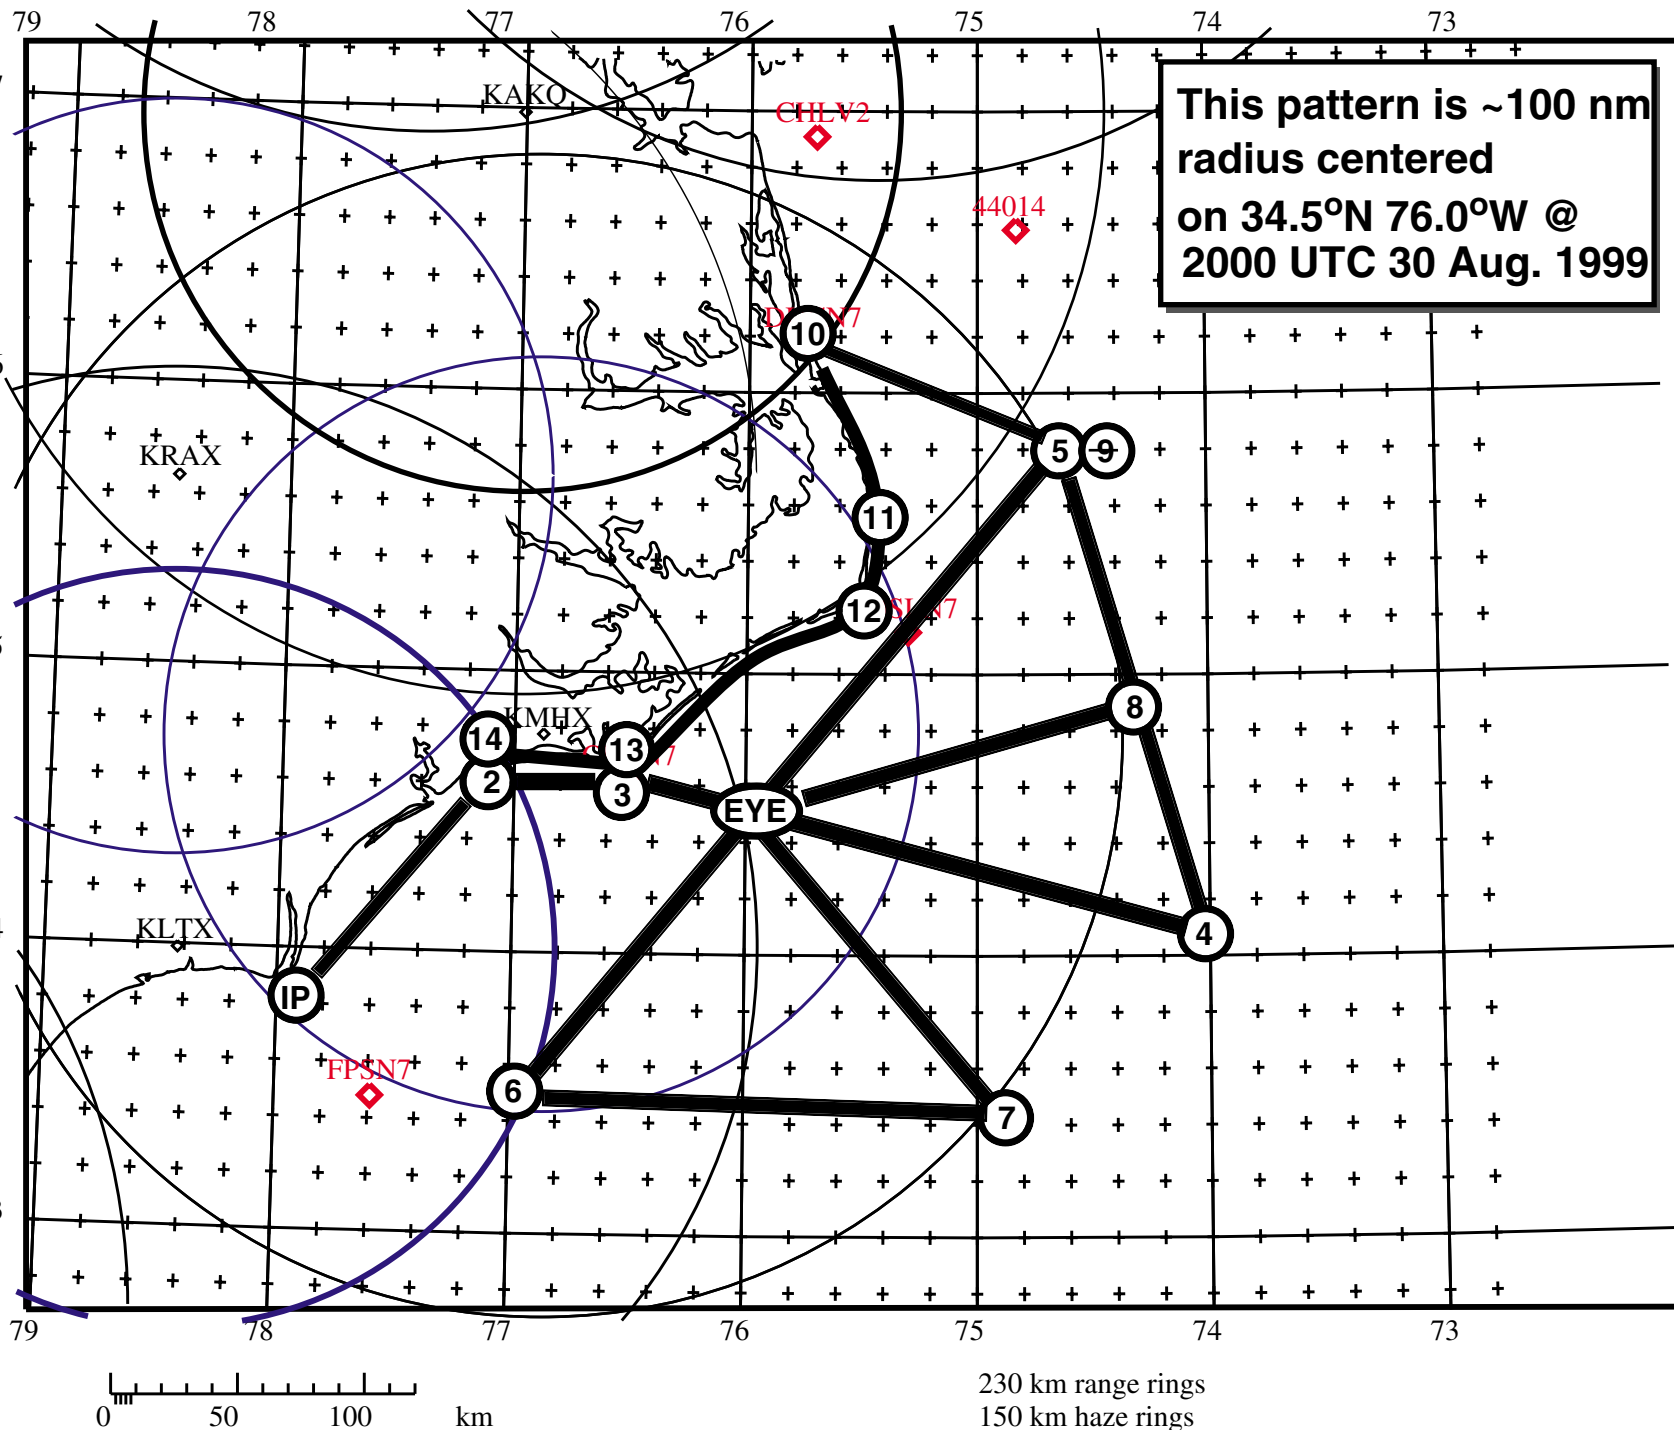 79 78 77 76 75 74 73
KAKQ
CHLV2
This pattern is ~100 nm
radius centered
on 34.5oN 76.0oW @
2000 UTC 30 Aug. 1999
44014
10
5 9
KRAX
11
12
KMHX
14
13
2
3
8
EYE
4
KLTX
IP
FPSN7
6
7
79 78 77 76 75 74 73
0 50 100 km
230 km range rings
150 km haze rings